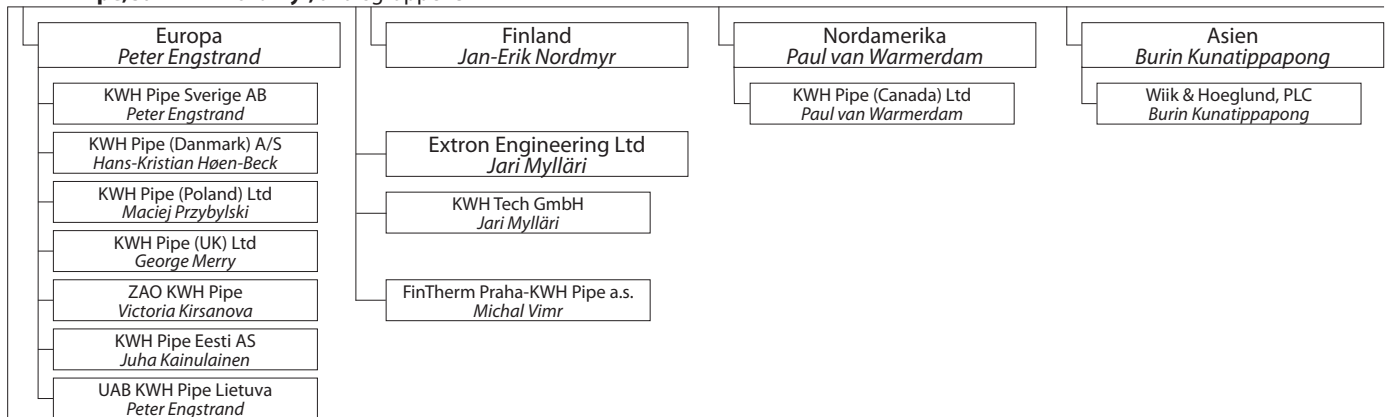 Europa
Peter Engstrand
KWH Pipe Sverige AB
Peter Engstrand
KWH Pipe (Danmark) A/S
Hans-Kristian Høen-Beck
KWH Pipe (Poland) Ltd
Maciej Przybylski
KWH Pipe (UK) Ltd
George Merry
ZAO KWH Pipe
Victoria Kirsanova
KWH Pipe Eesti AS
Juha Kainulainen
UAB KWH Pipe Lietuva
Peter Engstrand
Finland
Jan-Erik Nordmyr
Extron Engineering Ltd
Jari Mylläri
KWH Tech GmbH
Jari Mylläri
FinTherm Praha-KWH Pipe a.s.
Michal Vimr
Nordamerika
Paul van Warmerdam
KWH Pipe (Canada) Ltd
Paul van Warmerdam
Asien
Burin Kunatippapong
Wiik & Hoeglund, PLC
Burin Kunatippapong